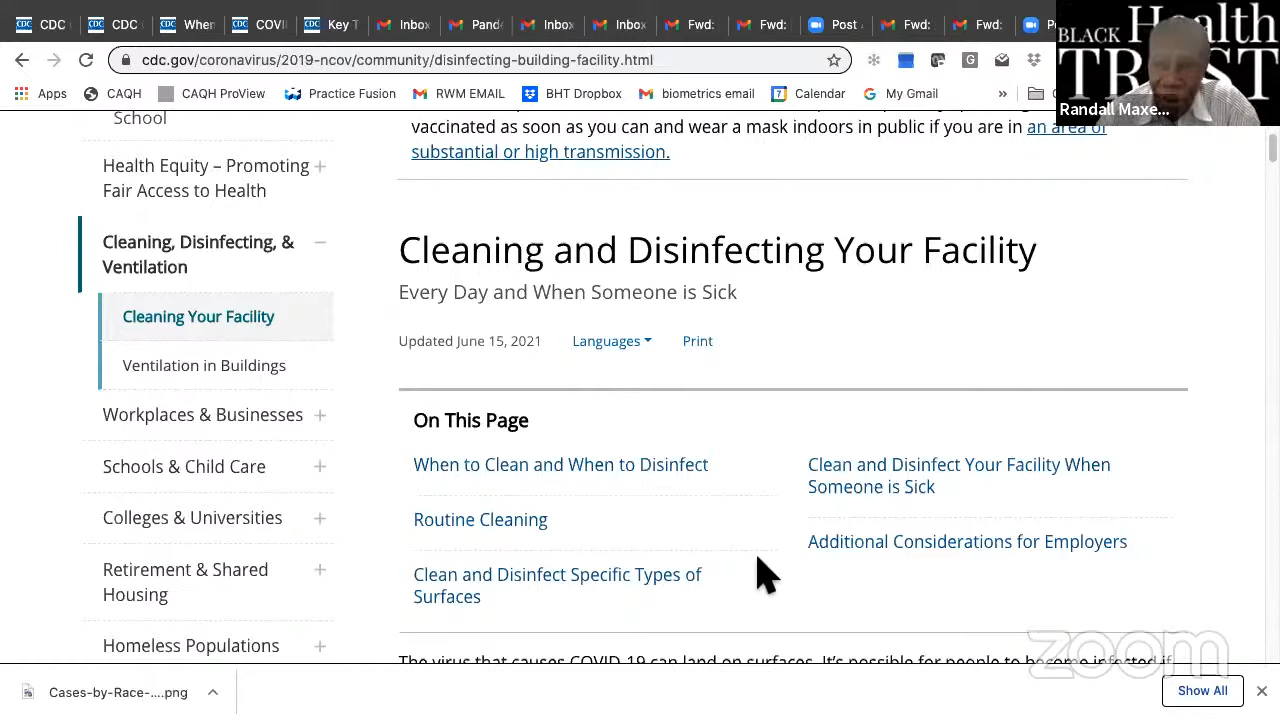 CDC
CDC
When
COVI
Key T
Inbox
Pand
Inbox
Inbox
Fwd:
Fwd:
Post
Fwd:
Fwd:
P
cdc.gov/coronavirus/2019-ncov/community/disinfecting-building-facility.html
Apps
CAQH
CAQH ProView
Practice Fusion
RWM EMAIL
BHT Dropbox
biometrics email
Calendar
My Gmail
»
BLACK Health
TRUST
Randall Maxe...
School
Health Equity – Promoting
Fair Access to Health
Cleaning, Disinfecting, &
Ventilation
Cleaning Your Facility
Ventilation in Buildings
Workplaces & Businesses
Schools & Child Care
Colleges & Universities
Retirement & Shared
Housing
Homeless Populations
vaccinated as soon as you can and wear a mask indoors in public if you are in an area of
substantial or high transmission.
Cleaning and Disinfecting Your Facility
Every Day and When Someone is Sick
Updated June 15, 2021
Languages
Print
On This Page
When to Clean and When to Disinfect
Routine Cleaning
Clean and Disinfect Specific Types of
Surfaces
Clean and Disinfect Your Facility When
Someone is Sick
Additional Considerations for Employers
The virus that causes COVID-19 can land on surfaces. It's possible for people to become infected if
zoom
Cases-by-Race-....png
Show All